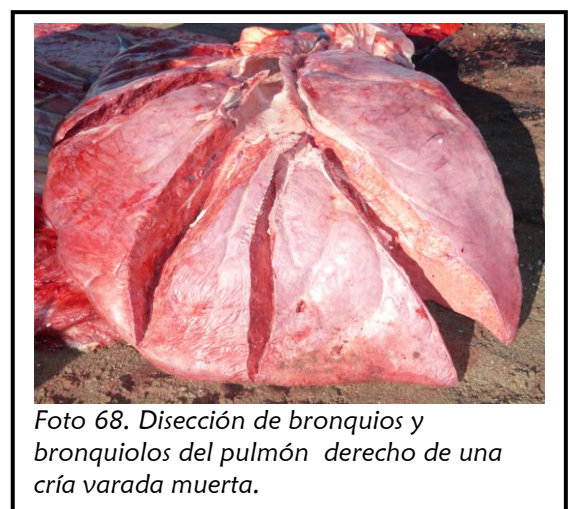 Foto 68. Disección de bronquios y
bronquiolos del pulmón derecho de una
cría varada muerta.